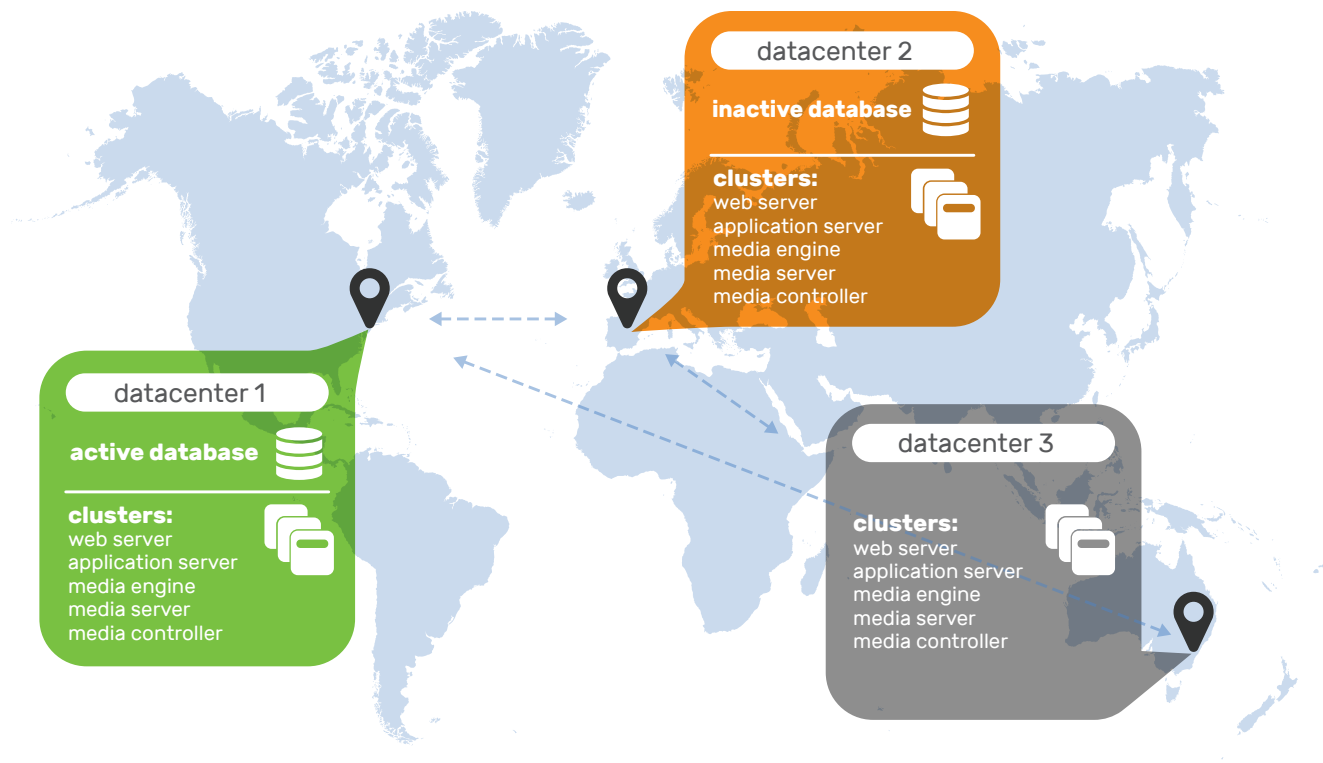 datacenter 2
inactive database
clusters:
web server
application server
media engine
media server
media controller
datacenter 1
active database
clusters:
web server
application server
media engine
media server
media controller
datacenter 3
clusters:
web server
application server
media engine
media server
media controller